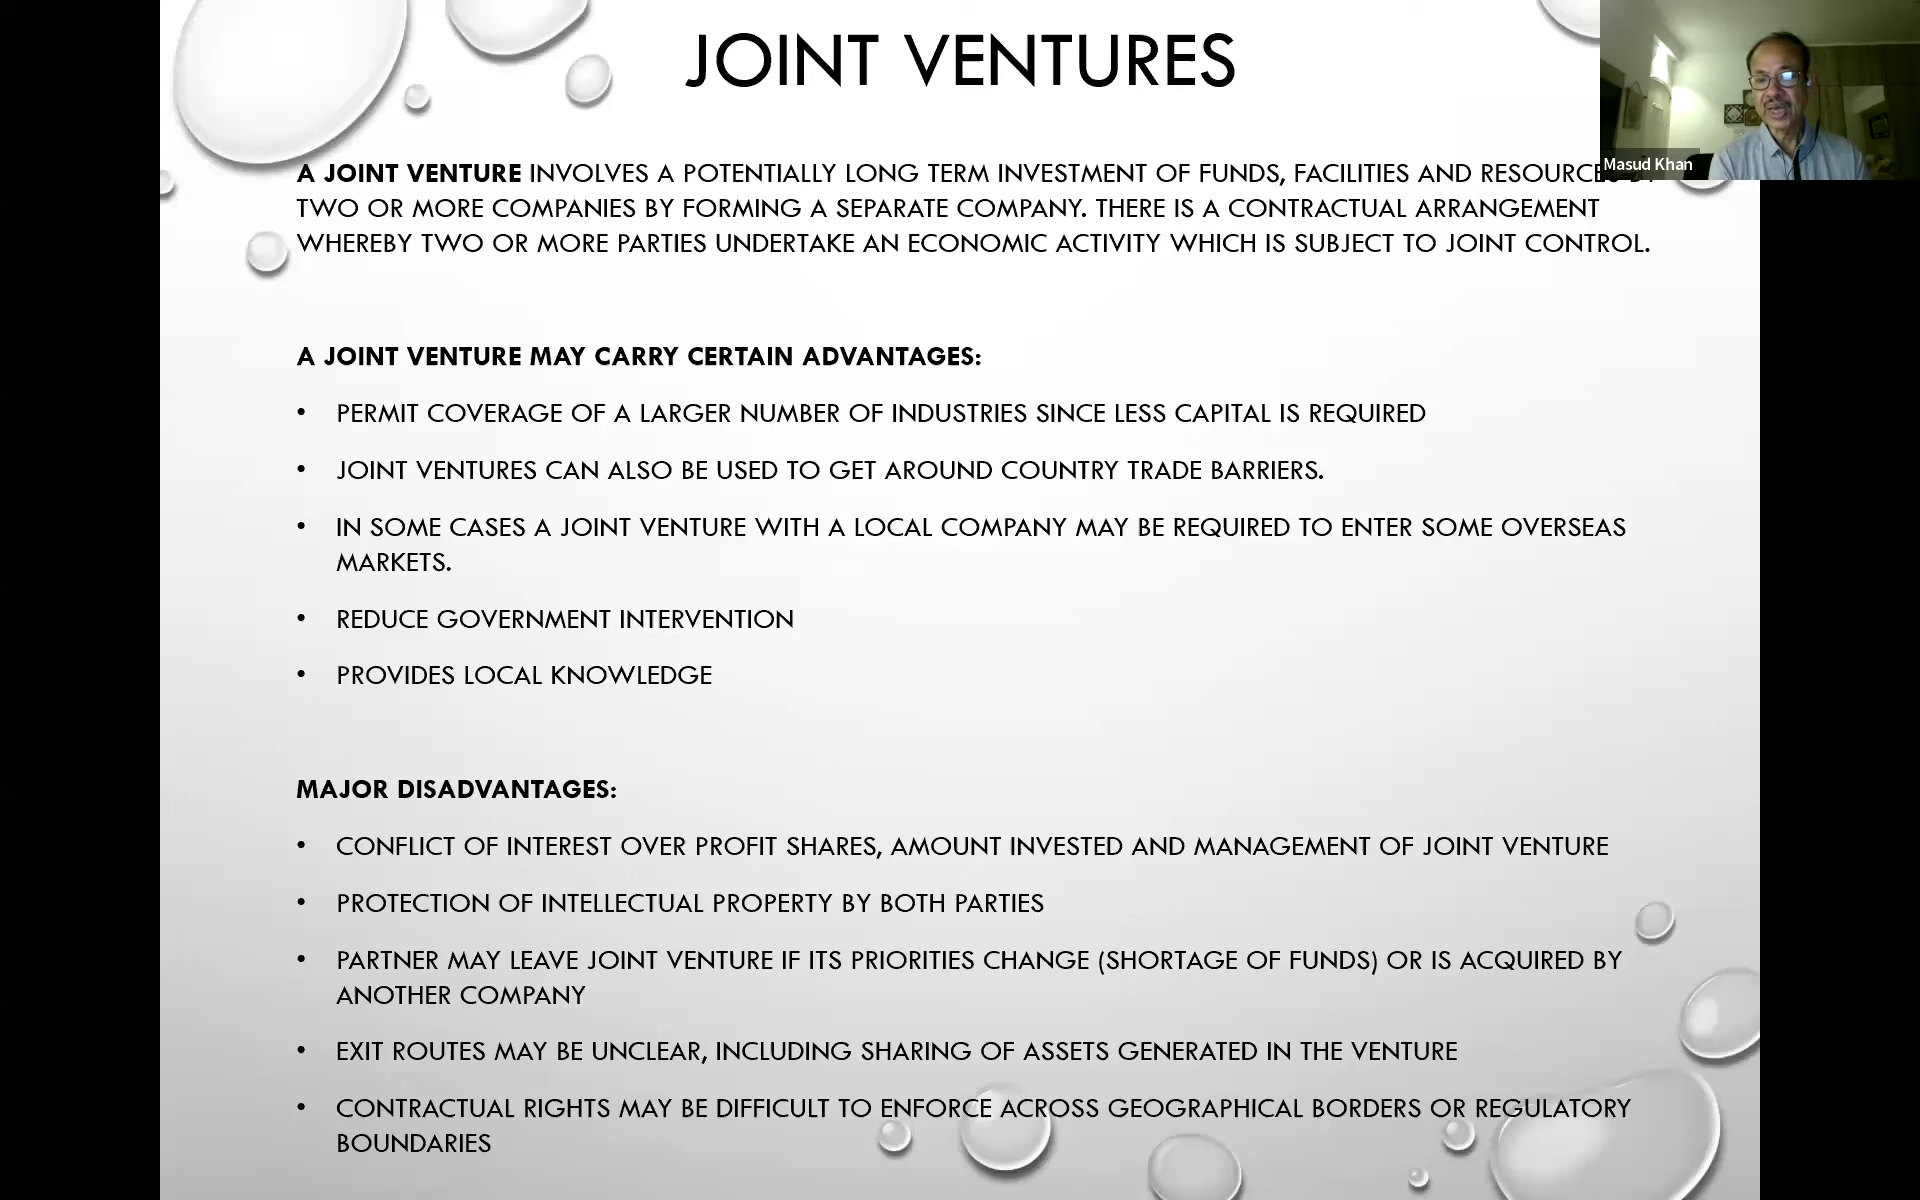 JOINT VENTURES
Masud Khan
A JOINT VENTURE INVOLVES A POTENTIALLY LONG TERM INVESTMENT OF FUNDS, FACILITIES AND RESOURCES
TWO OR MORE COMPANIES BY FORMING A SEPARATE COMPANY. THERE IS A CONTRACTUAL ARRANGEMENT
WHEREBY TWO OR MORE PARTIES UNDERTAKE AN ECONOMIC ACTIVITY WHICH IS SUBJECT TO JOINT CONTROL.
A JOINT VENTURE MAY CARRY CERTAIN ADVANTAGES:
• PERMIT COVERAGE OF A LARGER NUMBER OF INDUSTRIES SINCE LESS CAPITAL IS REQUIRED
• JOINT VENTURES CAN ALSO BE USED TO GET AROUND COUNTRY TRADE BARRIERS.
• IN SOME CASES A JOINT VENTURE WITH A LOCAL COMPANY MAY BE REQUIRED TO ENTER SOME OVERSEAS
MARKETS.
• REDUCE GOVERNMENT INTERVENTION
• PROVIDES LOCAL KNOWLEDGE
MAJOR DISADVANTAGES:
• CONFLICT OF INTEREST OVER PROFIT SHARES, AMOUNT INVESTED AND MANAGEMENT OF JOINT VENTURE
• PROTECTION OF INTELLECTUAL PROPERTY BY BOTH PARTIES
• PARTNER MAY LEAVE JOINT VENTURE IF ITS PRIORITIES CHANGE (SHORTAGE OF FUNDS) OR IS ACQUIRED BY
ANOTHER COMPANY
• EXIT ROUTES MAY BE UNCLEAR, INCLUDING SHARING OF ASSETS GENERATED IN THE VENTURE
• CONTRACTUAL RIGHTS MAY BE DIFFICULT TO ENFORCE ACROSS GEOGRAPHICAL BORDERS OR REGULATORY
BOUNDARIES